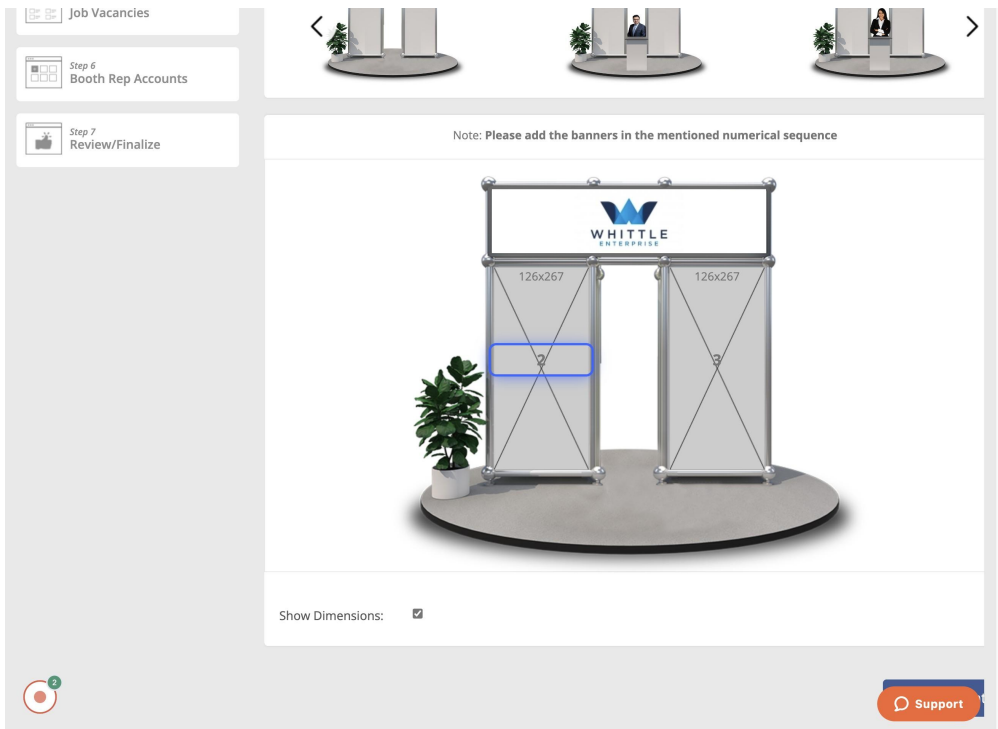 Job Vacancies
Step 6
Booth Rep Accounts
Step 7
Review/Finalize
Note: Please add the banners in the mentioned numerical sequence
WHITTLE
ENTERPRISE
126x267
126x267
2
3
Show Dimensions:
2
Support